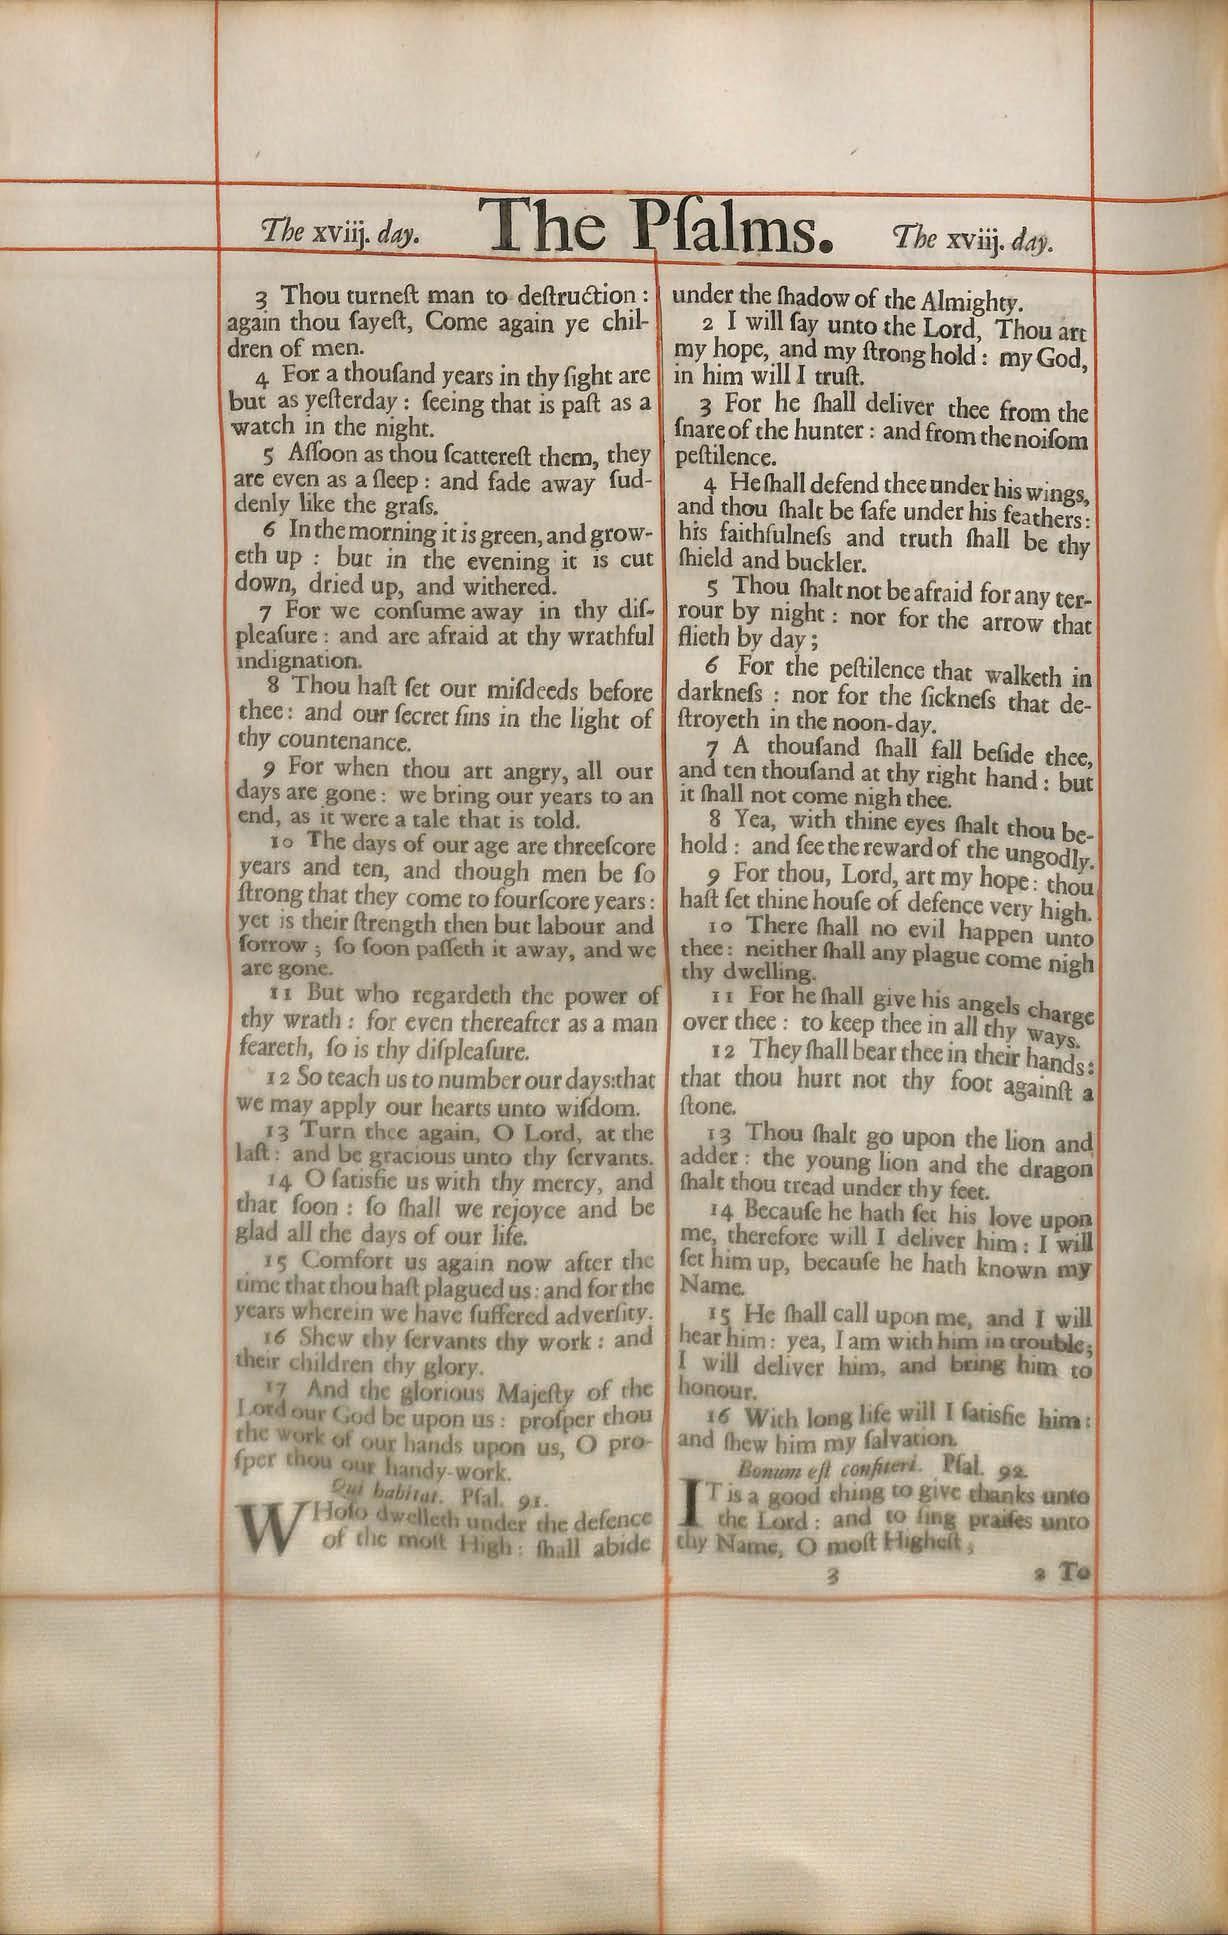 The xviij. day. The Pſalms. The xviij. day.
3 Thou turneſt man to deſtruction :
again thou ſayeſt, Come again ye chil-
dren of men.
4 For a thouſand years in thy ſight are
but as yeſterday : ſeeing that is paſt as a
watch in the night.
5 Aſſoon as thou ſcattereſt them, they
are even as a ſleep : and fade away ſud-
denly like the graſs.
6 In the morning it is green, and grow-
eth up : but in the evening it is cut
down, dried up, and withered.
7 For we conſume away in thy diſ-
pleaſure : and are afraid at thy wrathful
indignation.
8 Thou haſt ſet our miſdeeds before
thee : and our ſecret ſins in the light of
thy countenance.
9 For when thou art angry, all our
days are gone : we bring our years to an
end, as it were a tale that is told.
10 The days of our age are threeſcore
years and ten, and though men be ſo
ſtrong that they come to fourſcore years :
yet is their ſtrength then but labour and
ſorrow ; ſo ſoon paſſeth it away, and we
are gone.
11 But who regardeth the power of
thy wrath : for even thereafter as a man
feareth, ſo is thy diſpleaſure.
12 So teach us to number our days : that
we may apply our hearts unto wiſdom.
13 Turn thee again, O Lord, at the
laſt : and be gracious unto thy ſervants.
14 O ſatisfie us with thy mercy, and
that ſoon : ſo ſhall we rejoyce and be
glad all the days of our life.
15 Comfort us again now after the
time that thou haſt plagued us : and for the
years wherein we have ſuffered adverſity.
16 Shew thy ſervants thy work : and
their children thy glory.
17 And the glorious Majeſty of the
Lord our God be upon us : proſper thou
the work of our hands upon us, O pro-
ſper thou our handy-work.
Qui habitat. Pſal. 91.
WHoſo dwelleth under the defence
of the moſt High : ſhall abide
under the ſhadow of the Almighty.
2 I will ſay unto the Lord, Thou art
my hope, and my ſtrong hold : my God,
in him will I truſt.
3 For he ſhall deliver thee from the
ſnare of the hunter : and from the noiſom
peſtilence.
4 He ſhall defend thee under his wings,
and thou ſhalt be ſafe under his feathers :
his faithfulneſs and truth ſhall be thy
ſhield and buckler.
5 Thou ſhalt not be afraid for any ter-
rour by night : nor for the arrow that
flieth by day ;
6 For the peſtilence that walketh in
darkneſs : nor for the ſickneſs that de-
ſtroyeth in the noon-day.
7 A thouſand ſhall fall beſide thee,
and ten thouſand at thy right hand : but
it ſhall not come nigh thee.
8 Yea, with thine eyes ſhalt thou be-
hold : and ſee the reward of the ungodly.
9 For thou, Lord, art my hope : thou
haſt ſet thine houſe of defence very high.
10 There ſhall no evil happen unto
thee : neither ſhall any plague come nigh
thy dwelling.
11 For he ſhall give his angels charge
over thee : to keep thee in all thy ways.
12 They ſhall bear thee in their hands :
that thou hurt not thy foot againſt a
ſtone.
13 Thou ſhalt go upon the lion and
adder : the young lion and the dragon
ſhalt thou tread under thy feet.
14 Becauſe he hath ſet his love upon
me, therefore will I deliver him : I will
ſet him up, becauſe he hath known my
Name.
15 He ſhall call upon me, and I will
hear him : yea, I am with him in trouble ;
I will deliver him, and bring him to
honour.
16 With long life will I ſatisfie him :
and ſhew him my ſalvation.
Bonum eſt confiteri. Pſal. 92.
IT is a good thing to give thanks unto
the Lord : and to ſing praiſes unto
thy Name, O moſt Higheſt ;
3 2 To